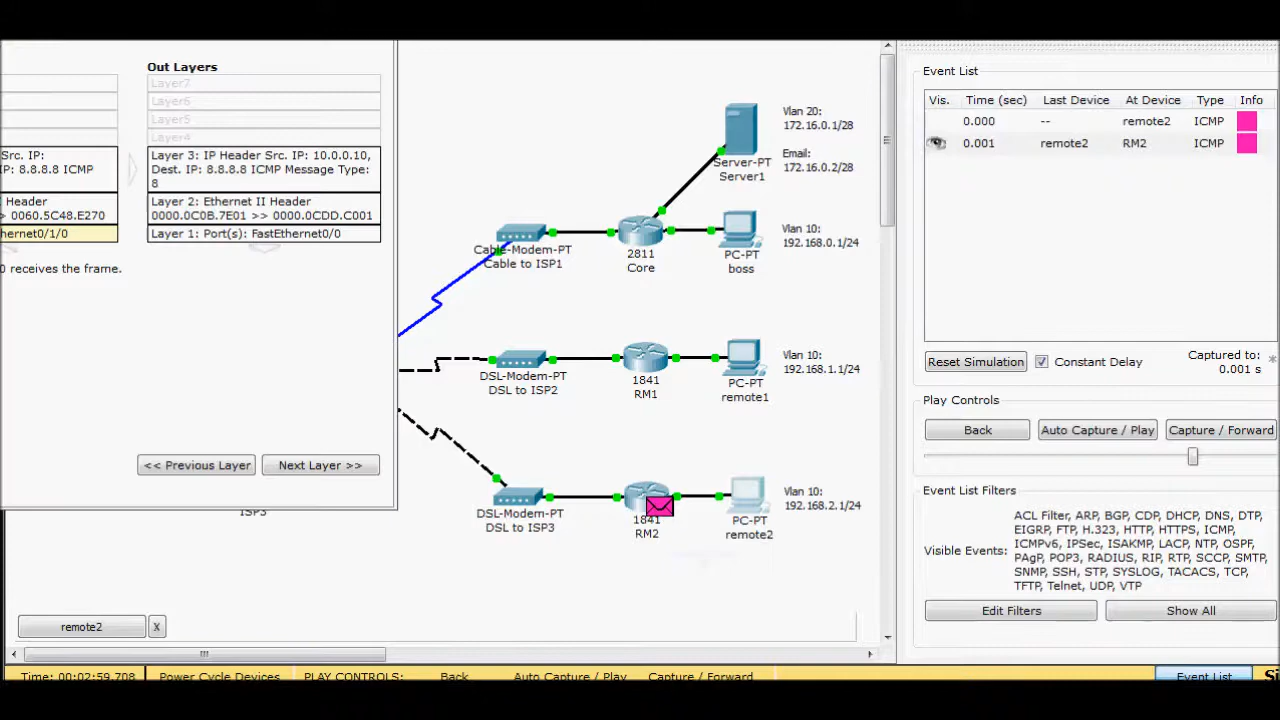 Out Layers
Layer7
Layer6
Layer5
Layer4
Src. IP:
IP: 8.8.8.8 ICMP
Layer 3: IP Header Src. IP: 10.0.0.10,
Dest. IP: 8.8.8.8 ICMP Message Type:
8
Header
> 0060.5C48.E270
Layer 2: Ethernet II Header
0000.0C0B.7E01 >> 0000.0CDD.C001
hernet0/1/0
Layer 1: Port(s): FastEthernet0/0
0 receives the frame.
<< Previous Layer
Next Layer >>
Vlan 20:
172.16.0.1/28
Email:
172.16.0.2/28
Server-PT
Server1
Cable-Modem-PT
Cable to ISP1
2811
Core
PC-PT
boss
Vlan 10:
192.168.0.1/24
DSL-Modem-PT
DSL to ISP2
1841
RM1
PC-PT
remote1
Vlan 10:
192.168.1.1/24
ISP3
DSL-Modem-PT
DSL to ISP3
1841
RM2
PC-PT
remote2
Vlan 10:
192.168.2.1/24
remote2
X
Event List
Vis. Time (sec) Last Device At Device Type Info
0.000 -- remote2 ICMP
0.001 remote2 RM2 ICMP
Reset Simulation
Constant Delay
Captured to: *
0.001 s
Play Controls
Back
Auto Capture / Play
Capture / Forward
Event List Filters
Visible Events:
ACL Filter, ARP, BGP, CDP, DHCP, DNS, DTP,
EIGRP, FTP, H.323, HTTP, HTTPS, ICMP,
ICMPv6, IPSec, ISAKMP, LACP, NTP, OSPF,
PAgP, POP3, RADIUS, RIP, RTP, SCCP, SMTP,
SNMP, SSH, STP, SYSLOG, TACACS, TCP,
TFTP, Telnet, UDP, VTP
Edit Filters
Show All
Time: 00:02:59.708 Power Cycle Devices PLAY CONTROLS: Back Auto Capture / Play Capture / Forward Event List Si